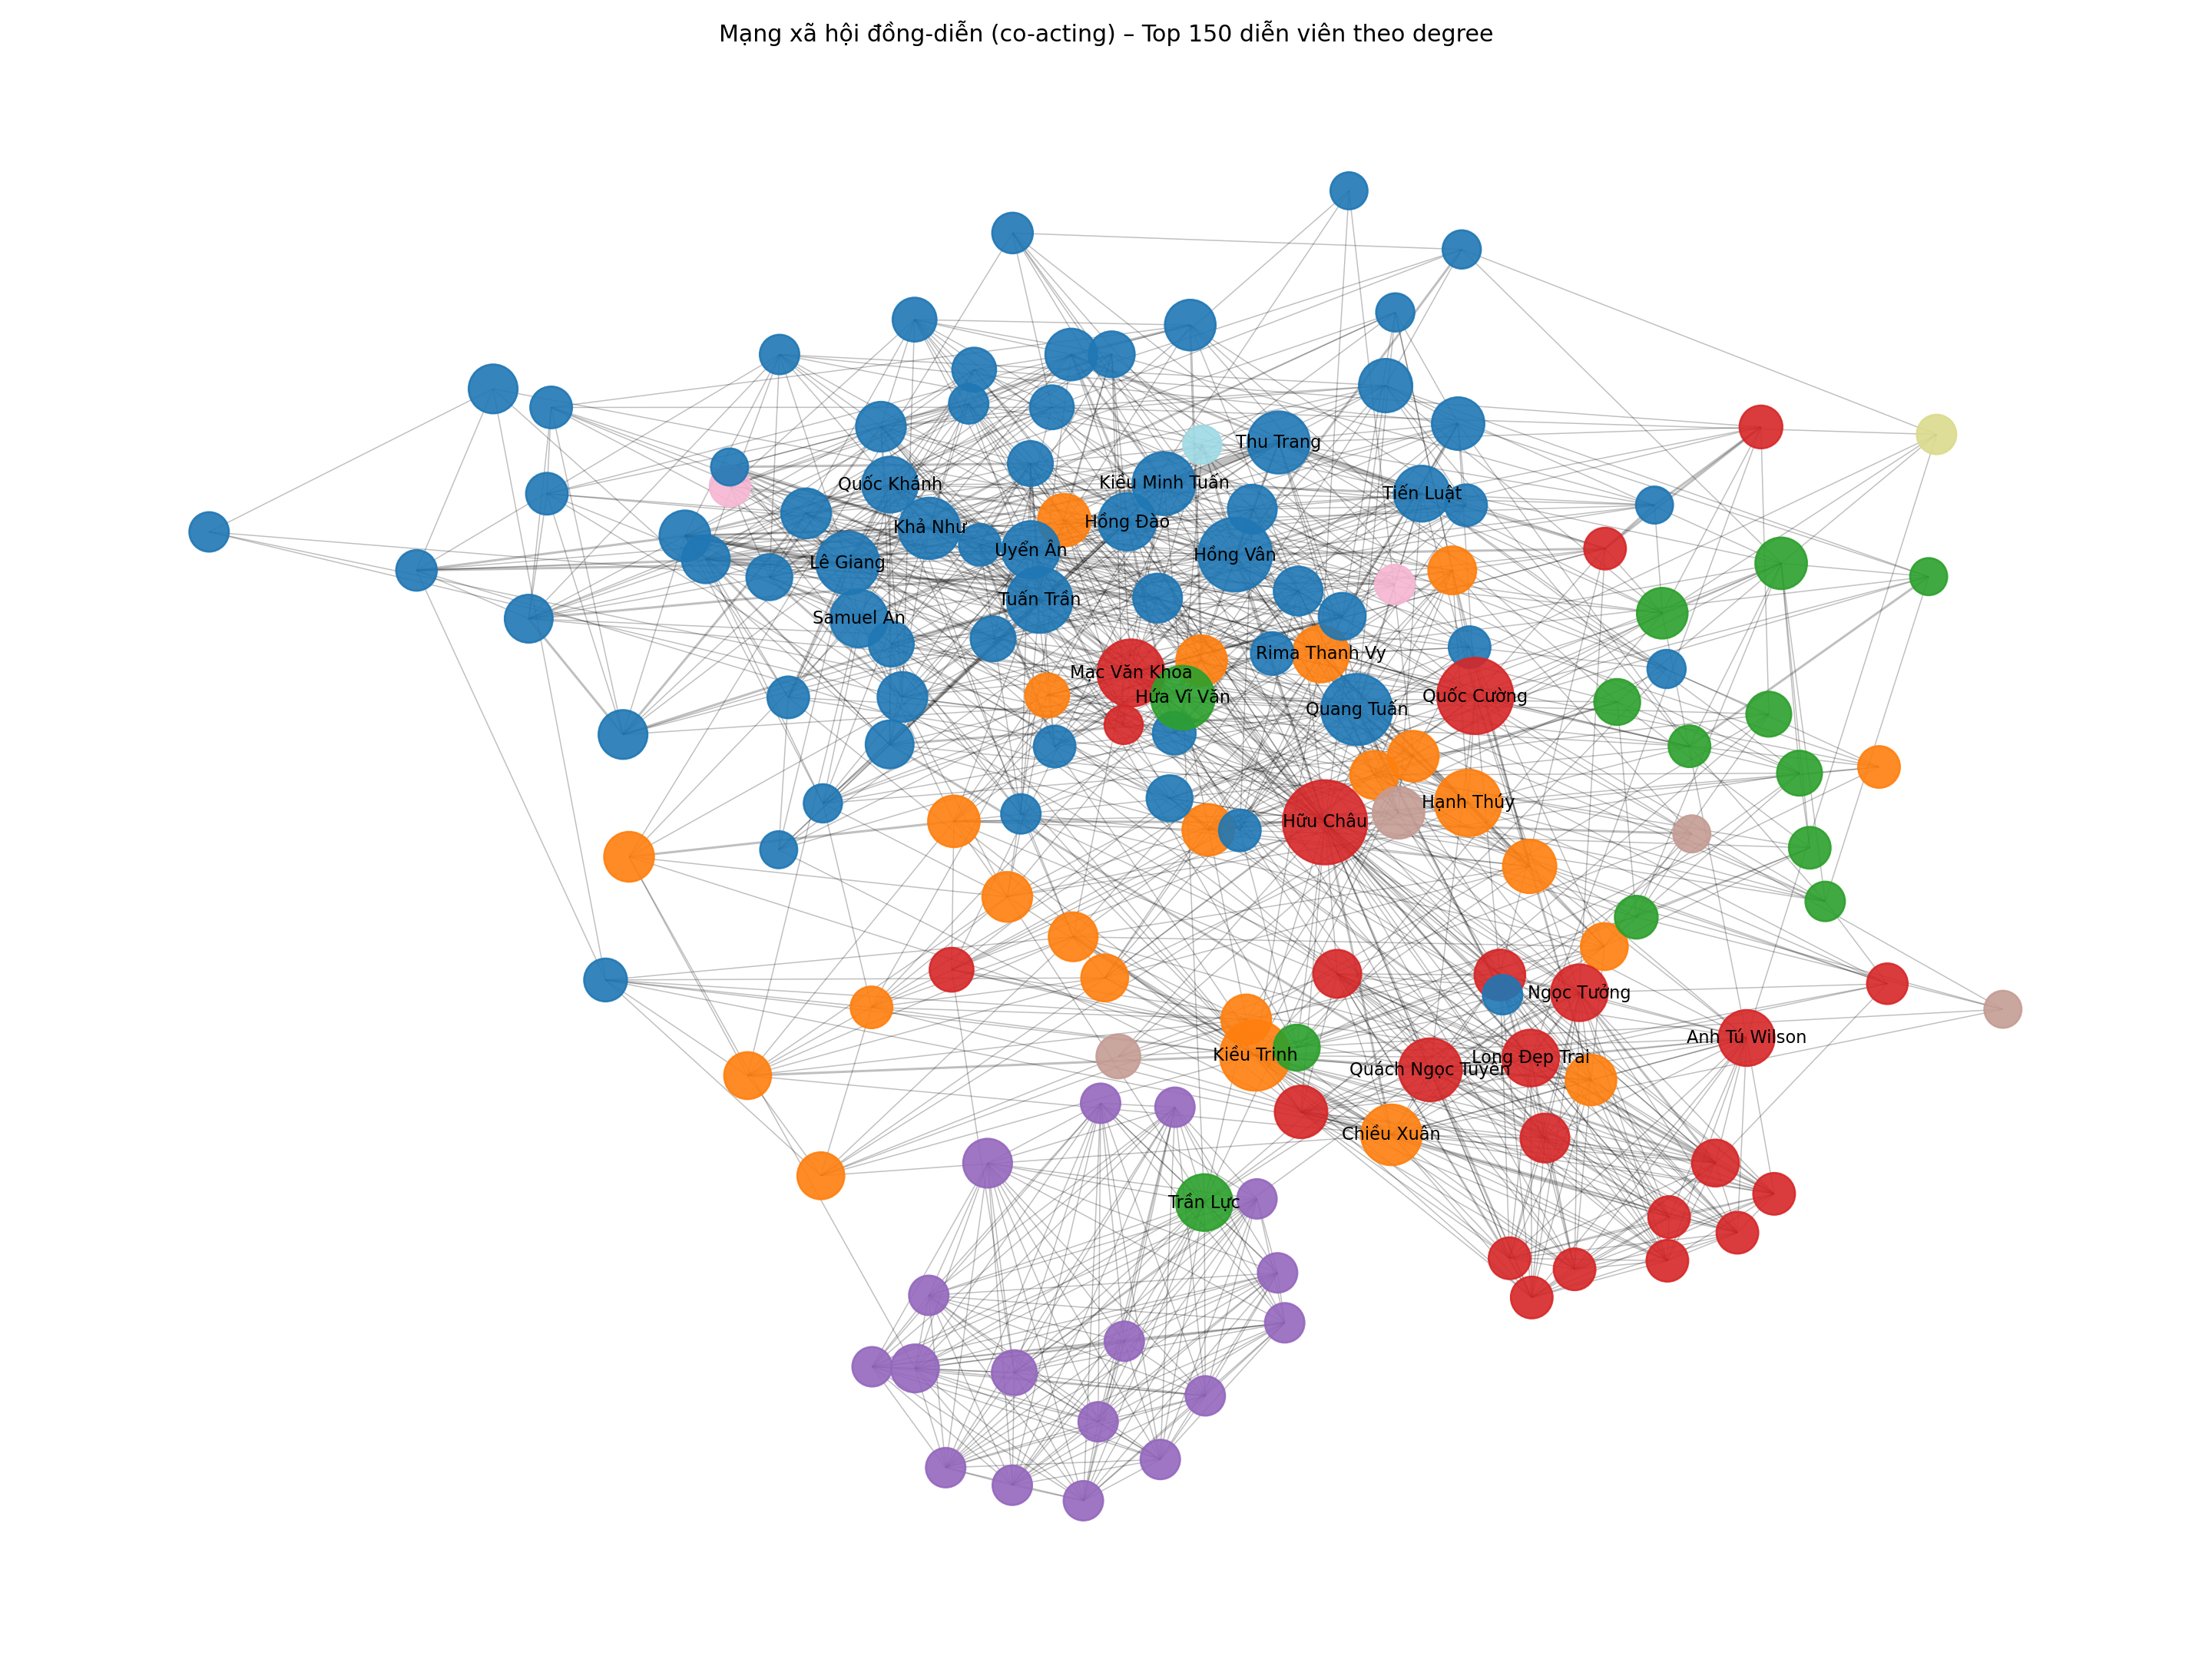 Mạng xã hội đồng-diễn (co-acting) – Top 150 diễn viên theo degree
Thu Trang
Quốc Khánh
Kiều Minh Tuấn
Tiến Luật
Khả Như
Hồng Đào
Uyển Ân
Hồng Vân
Lê Giang
Tuấn Trần
Samuel An
Rima Thanh Vy
Mạc Văn Khoa
Hứa Vĩ Văn
Quốc Cường
Quang Tuấn
Hạnh Thúy
Hữu Châu
Ngọc Tưởng
Anh Tú Wilson
Kiều Trinh
Long Đẹp Trai
Quách Ngọc Tuyên
Chiều Xuân
Trần Lực